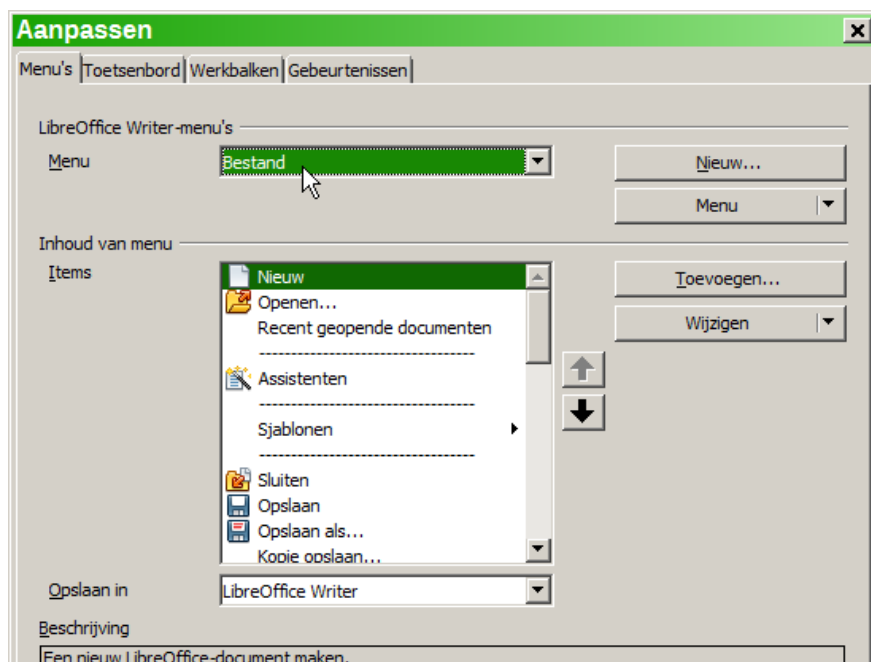 Aanpassen
Menu's Toetsenbord Werkbalken Gebeurtenissen
LibreOffice Writer-menu's
Menu Bestand Nieuw...
Menu
Inhoud van menu
Items Nieuw Toevoegen...
Openen...
Recent geopende documenten Wijzigen
----------------------------------
Assistenten
----------------------------------
Sjablonen
----------------------------------
Sluiten
Opslaan
Opslaan als...
Kopie opslaan...
Opslaan in LibreOffice Writer
Beschrijving
Een nieuw LibreOffice-document maken.